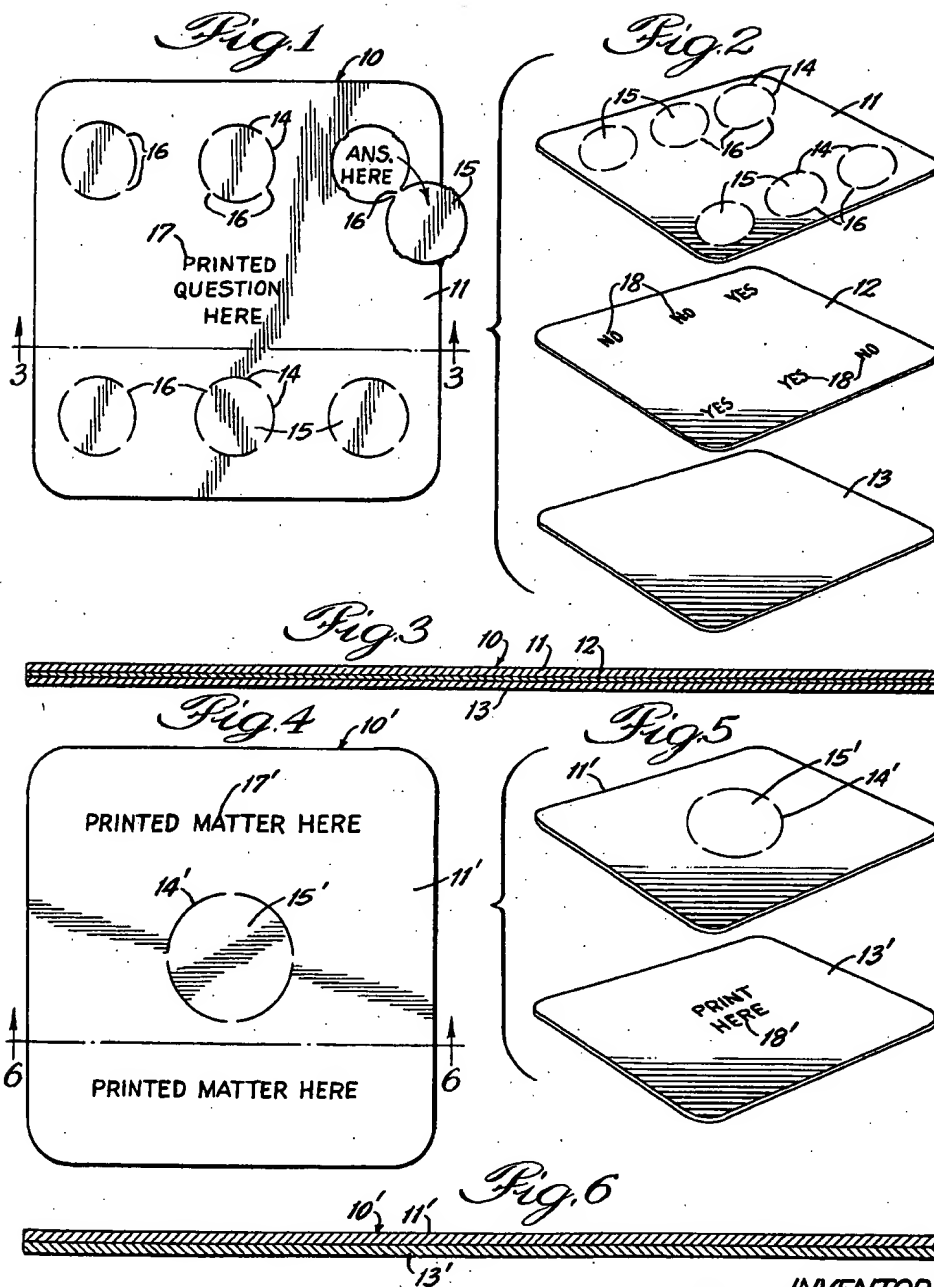 Fig.1
10
14
16
16
ANS.
HERE
15
16
17
PRINTED
QUESTION
HERE
11
3
3
16
14
15
Fig.2
14
15
11
16
15
14
16
18
12
NO
NO
YES
YES
18
NO
YES
13
Fig.3
10
11
12
13
Fig.4
10'
17'
PRINTED MATTER HERE
11'
14'
15'
6
6
PRINTED MATTER HERE
Fig.5
11'
15'
14'
13'
PRINT
HERE
18'
Fig.6
10'
11'
13'
INVENTOR